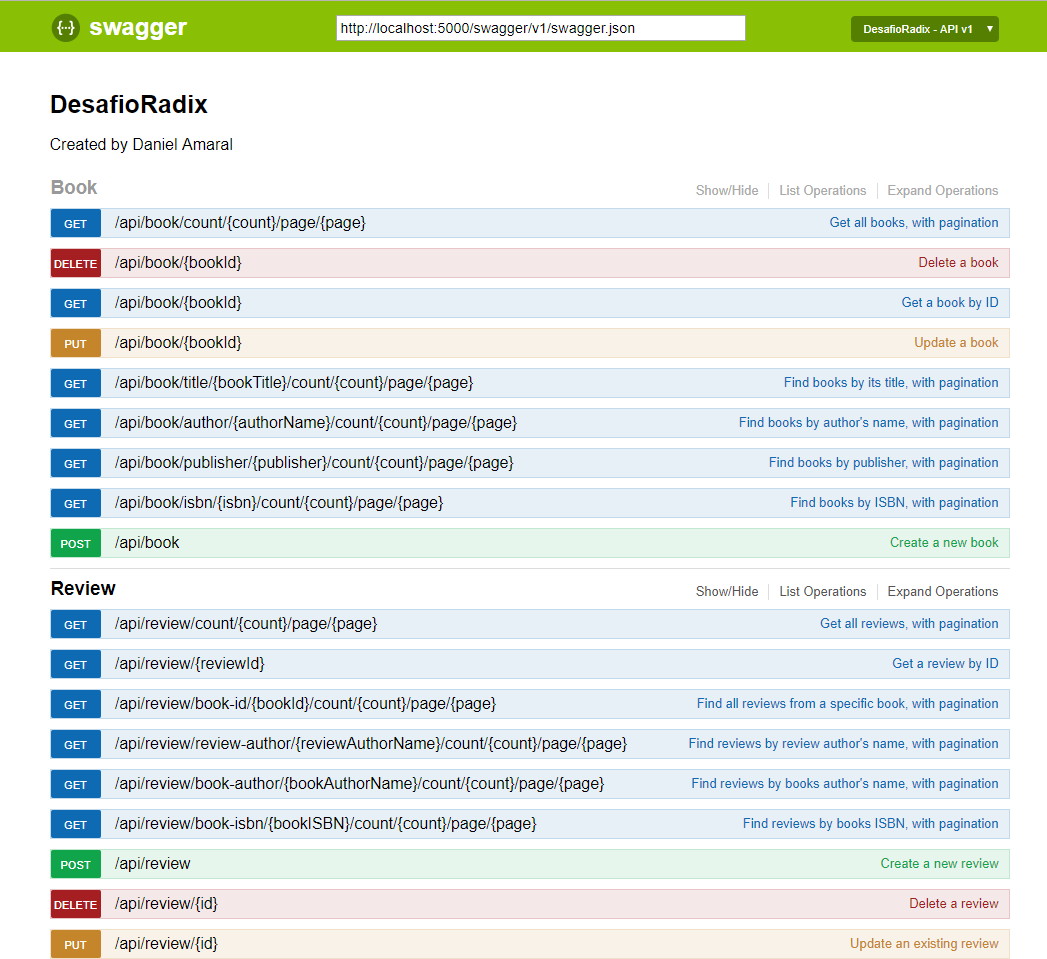 {··} swagger http://localhost:5000/swagger/v1/swagger.json DesafioRadix - API v1 ▼
DesafioRadix
Created by Daniel Amaral
Book Show/Hide List Operations Expand Operations
GET /api/book/count/{count}/page/{page} Get all books, with pagination
DELETE /api/book/{bookId} Delete a book
GET /api/book/{bookId} Get a book by ID
PUT /api/book/{bookId} Update a book
GET /api/book/title/{bookTitle}/count/{count}/page/{page} Find books by its title, with pagination
GET /api/book/author/{authorName}/count/{count}/page/{page} Find books by author's name, with pagination
GET /api/book/publisher/{publisher}/count/{count}/page/{page} Find books by publisher, with pagination
GET /api/book/isbn/{isbn}/count/{count}/page/{page} Find books by ISBN, with pagination
POST /api/book Create a new book
Review Show/Hide List Operations Expand Operations
GET /api/review/count/{count}/page/{page} Get all reviews, with pagination
GET /api/review/{reviewId} Get a review by ID
GET /api/review/book-id/{bookId}/count/{count}/page/{page} Find all reviews from a specific book, with pagination
GET /api/review/review-author/{reviewAuthorName}/count/{count}/page/{page} Find reviews by review author's name, with pagination
GET /api/review/book-author/{bookAuthorName}/count/{count}/page/{page} Find reviews by books author's name, with pagination
GET /api/review/book-isbn/{bookISBN}/count/{count}/page/{page} Find reviews by books ISBN, with pagination
POST /api/review Create a new review
DELETE /api/review/{id} Delete a review
PUT /api/review/{id} Update an existing review